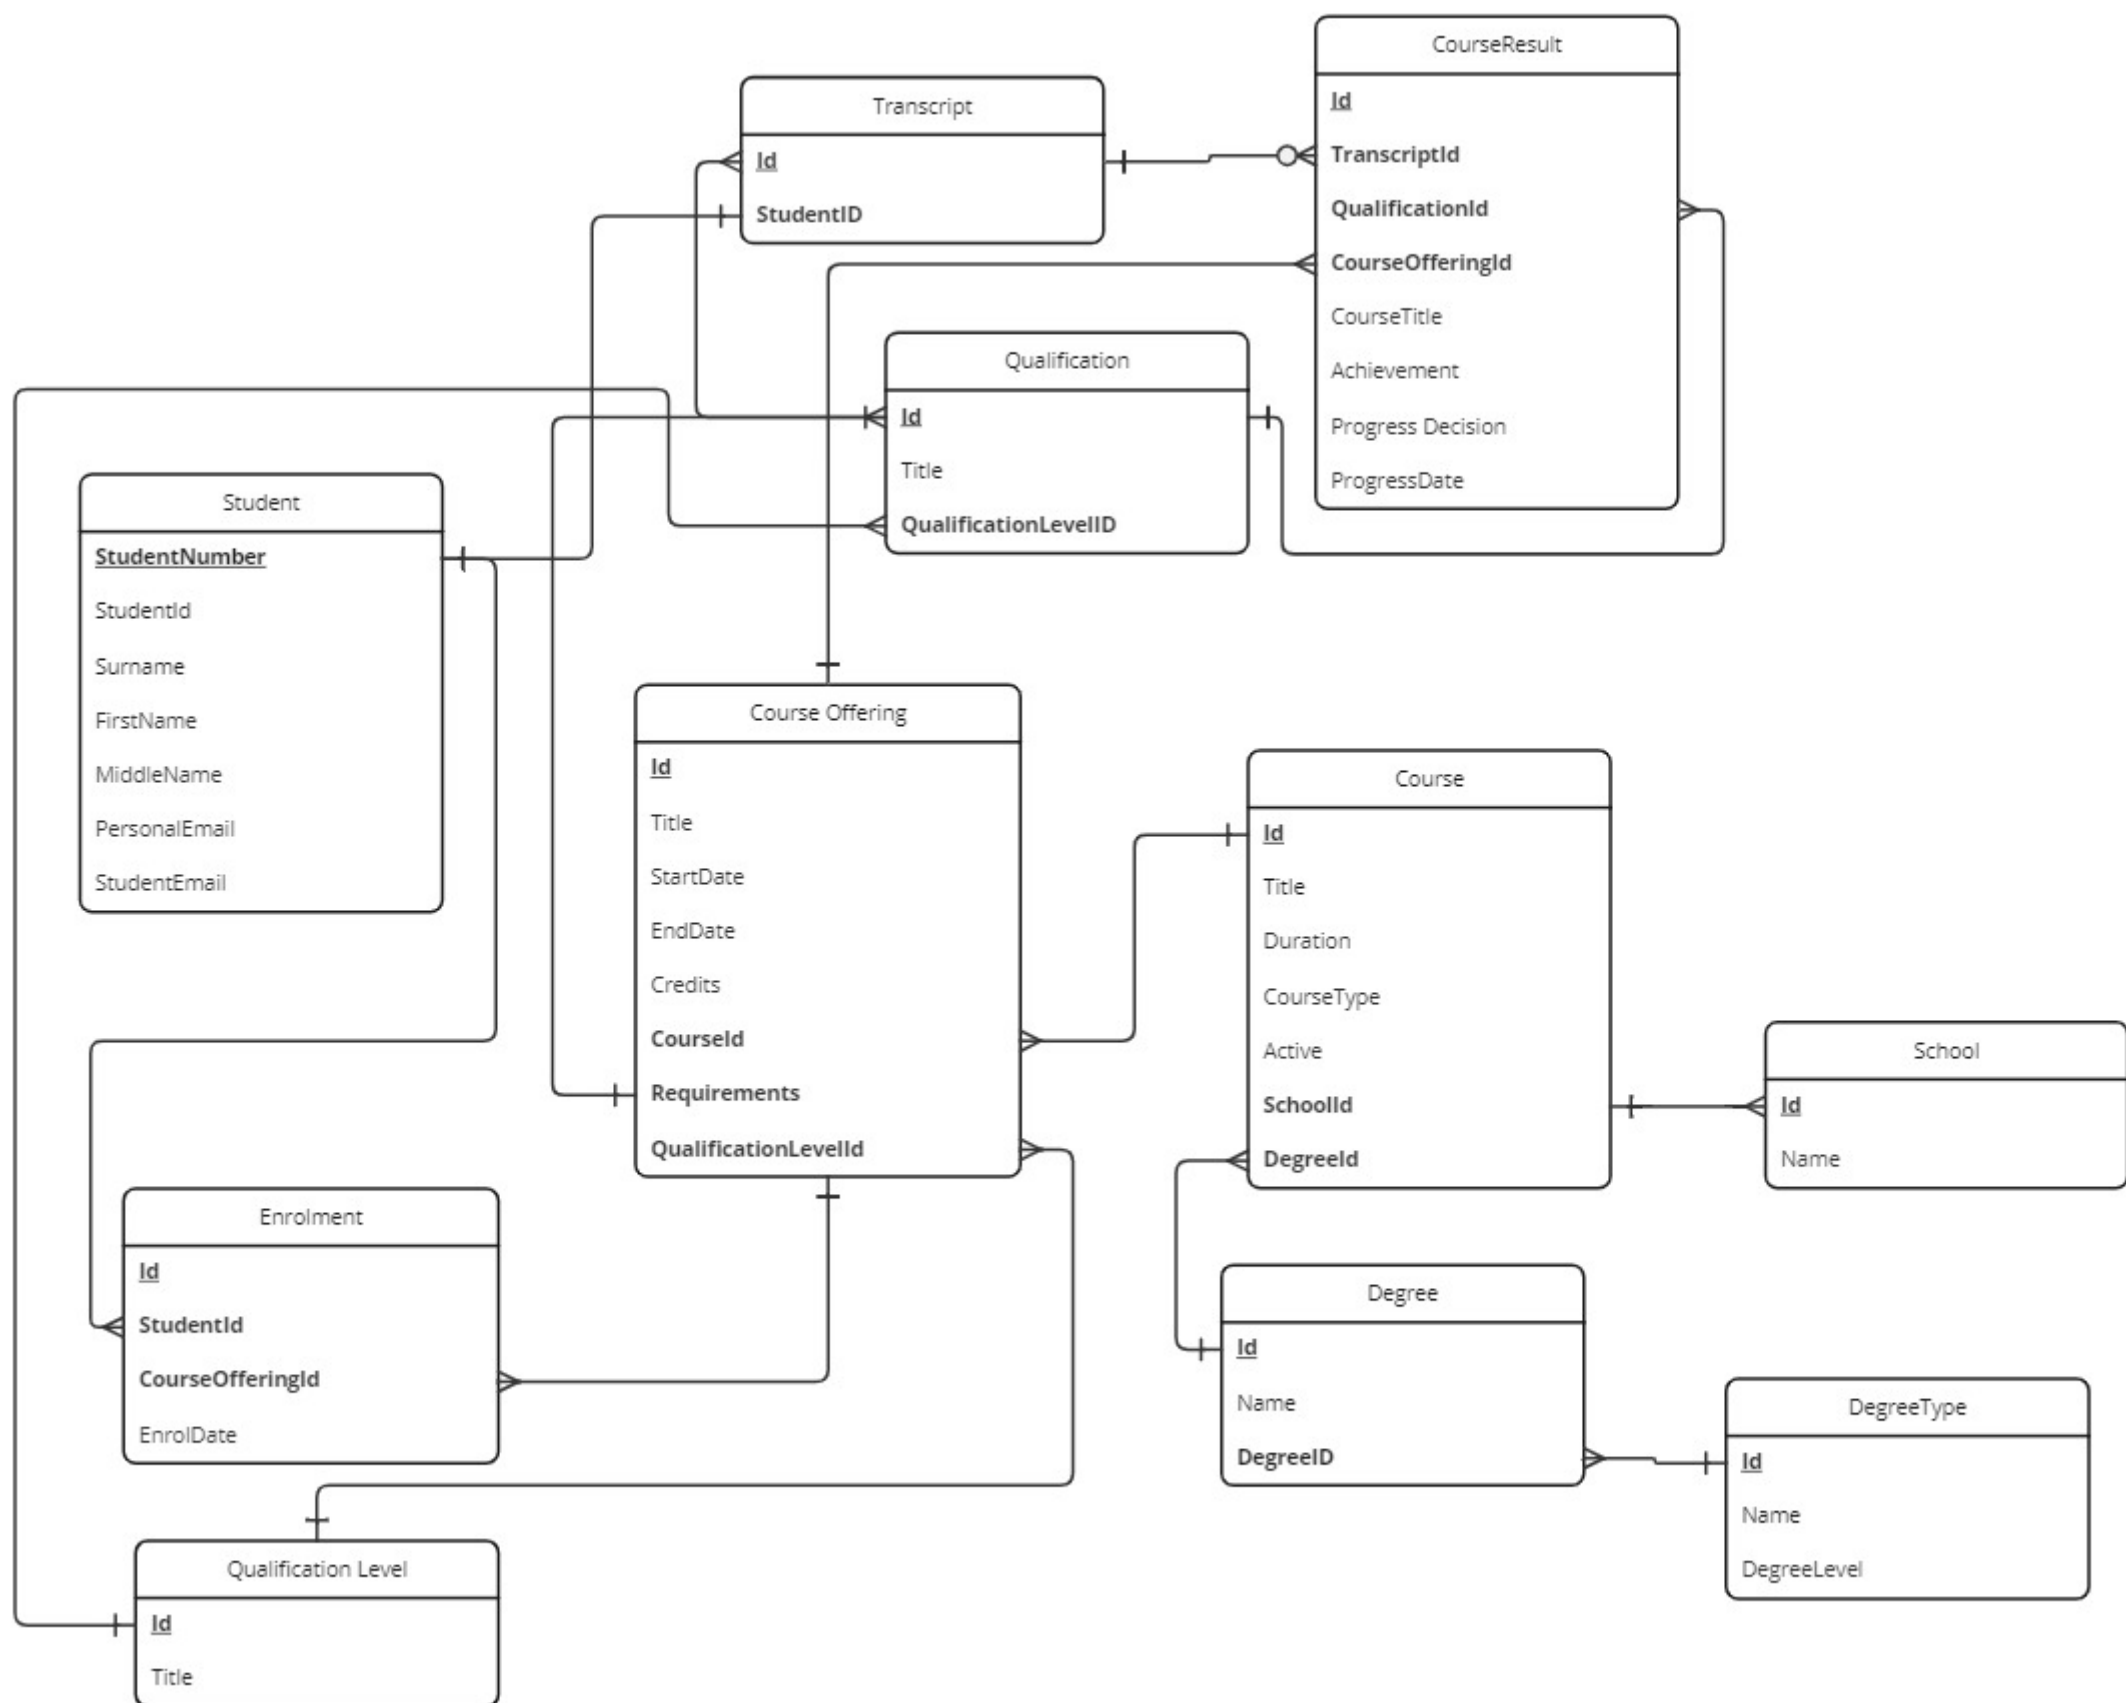 CourseResult
Id
TranscriptId
QualificationId
CourseOfferingId
CourseTitle
Achievement
Progress Decision
ProgressDate
Transcript
Id
StudentID
Qualification
Id
Title
QualificationLevelID
Student
StudentNumber
StudentId
Surname
FirstName
MiddleName
PersonalEmail
StudentEmail
Course Offering
Id
Title
StartDate
EndDate
Credits
CourseId
Requirements
QualificationLevelId
Course
Id
Title
Duration
CourseType
Active
SchoolId
DegreeId
School
Id
Name
Enrolment
Id
StudentId
CourseOfferingId
EnrolDate
Degree
Id
Name
DegreeID
DegreeType
Id
Name
DegreeLevel
Qualification Level
Id
Title